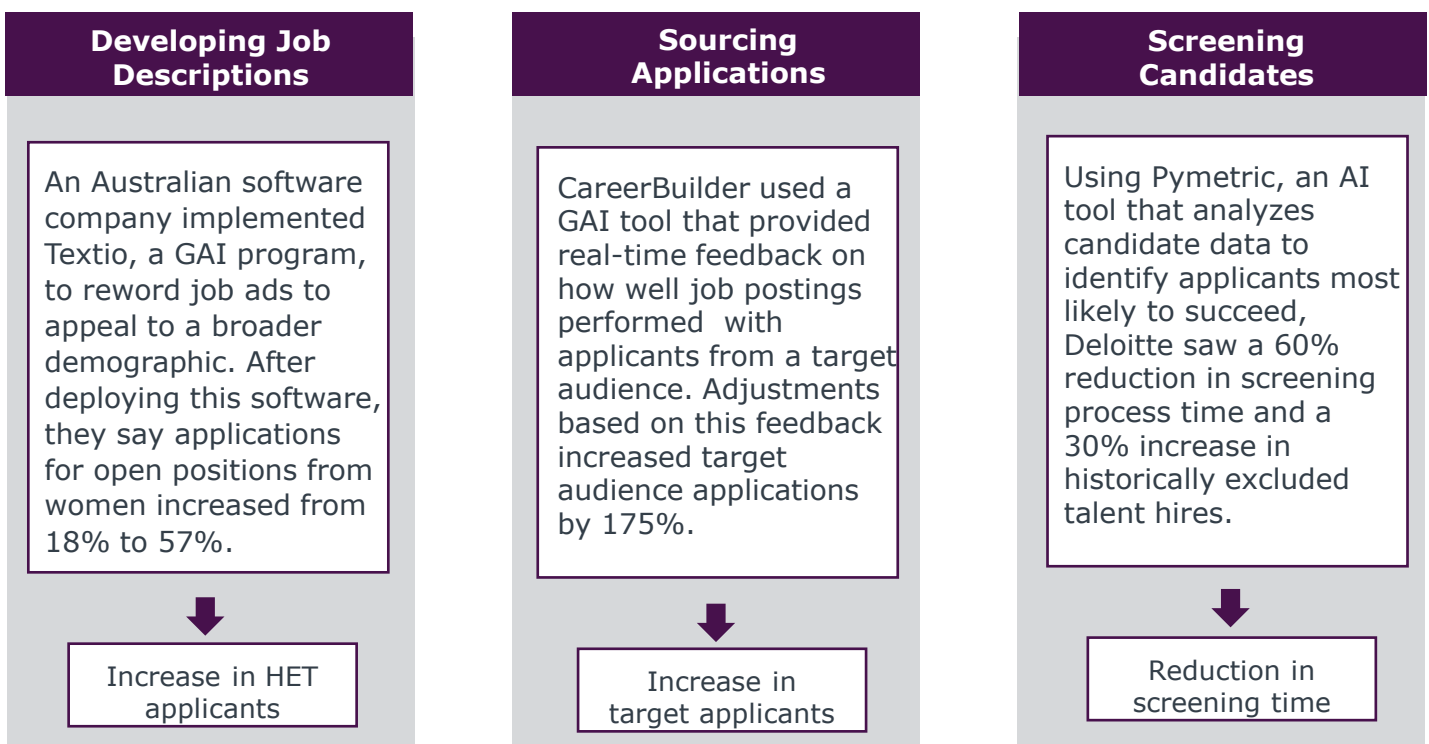 Developing Job
Descriptions
An Australian software
company implemented
Textio, a GAI program,
to reword job ads to
appeal to a broader
demographic. After
deploying this software,
they say applications
for open positions from
women increased from
18% to 57%.
Increase in HET
applicants
Sourcing
Applications
CareerBuilder used a
GAI tool that provided
real-time feedback on
how well job postings
performed with
applicants from a target
audience. Adjustments
based on this feedback
increased target
audience applications
by 175%.
Increase in
target applicants
Screening
Candidates
Using Pymetric, an AI
tool that analyzes
candidate data to
identify applicants most
likely to succeed,
Deloitte saw a 60%
reduction in screening
process time and a
30% increase in
historically excluded
talent hires.
Reduction in
screening time